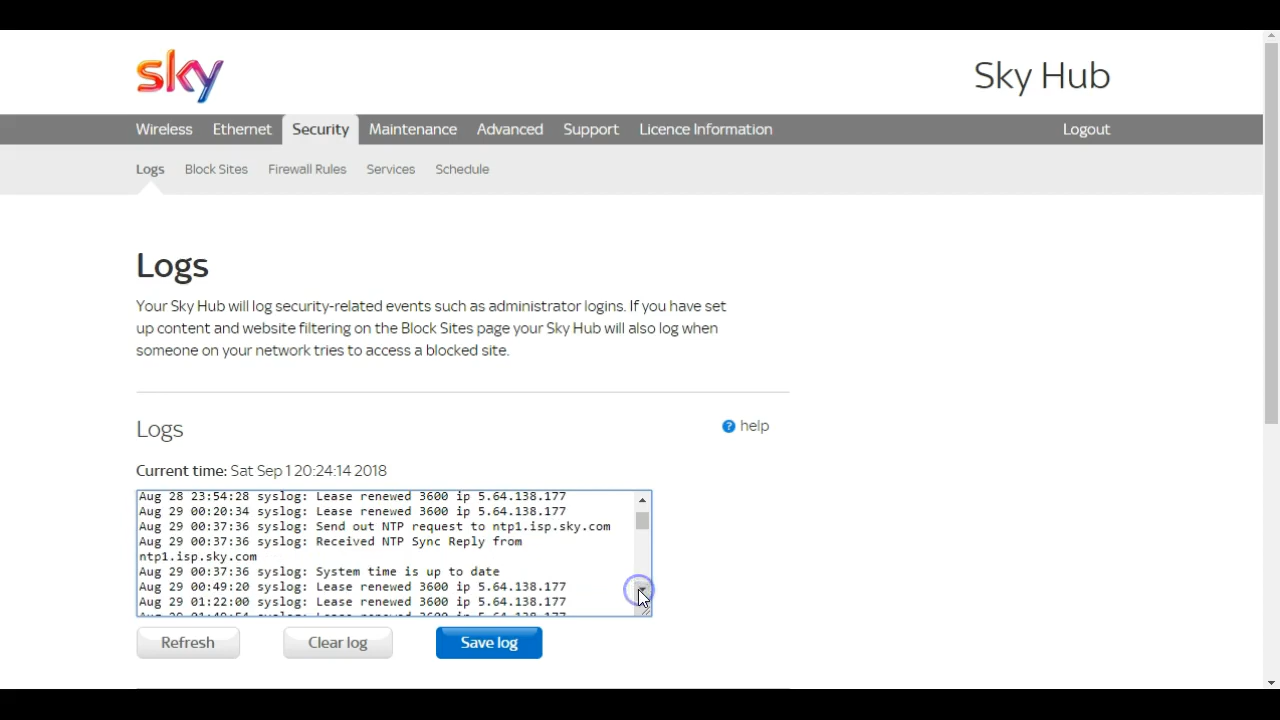 sky
Sky Hub
Wireless Ethernet Security Maintenance Advanced Support Licence Information Logout
Logs Block Sites Firewall Rules Services Schedule
Logs
Your Sky Hub will log security-related events such as administrator logins. If you have set
up content and website filtering on the Block Sites page your Sky Hub will also log when
someone on your network tries to access a blocked site.
Logs
? help
Current time: Sat Sep 1 20:24:14 2018
Aug 28 23:54:28 syslog: Lease renewed 3600 ip 5.64.138.177
Aug 29 00:20:34 syslog: Lease renewed 3600 ip 5.64.138.177
Aug 29 00:37:36 syslog: Send out NTP request to ntp1.isp.sky.com
Aug 29 00:37:36 syslog: Received NTP Sync Reply from
ntp1.isp.sky.com
Aug 29 00:37:36 syslog: System time is up to date
Aug 29 00:49:20 syslog: Lease renewed 3600 ip 5.64.138.177
Aug 29 01:22:00 syslog: Lease renewed 3600 ip 5.64.138.177
Refresh Clear log Save log